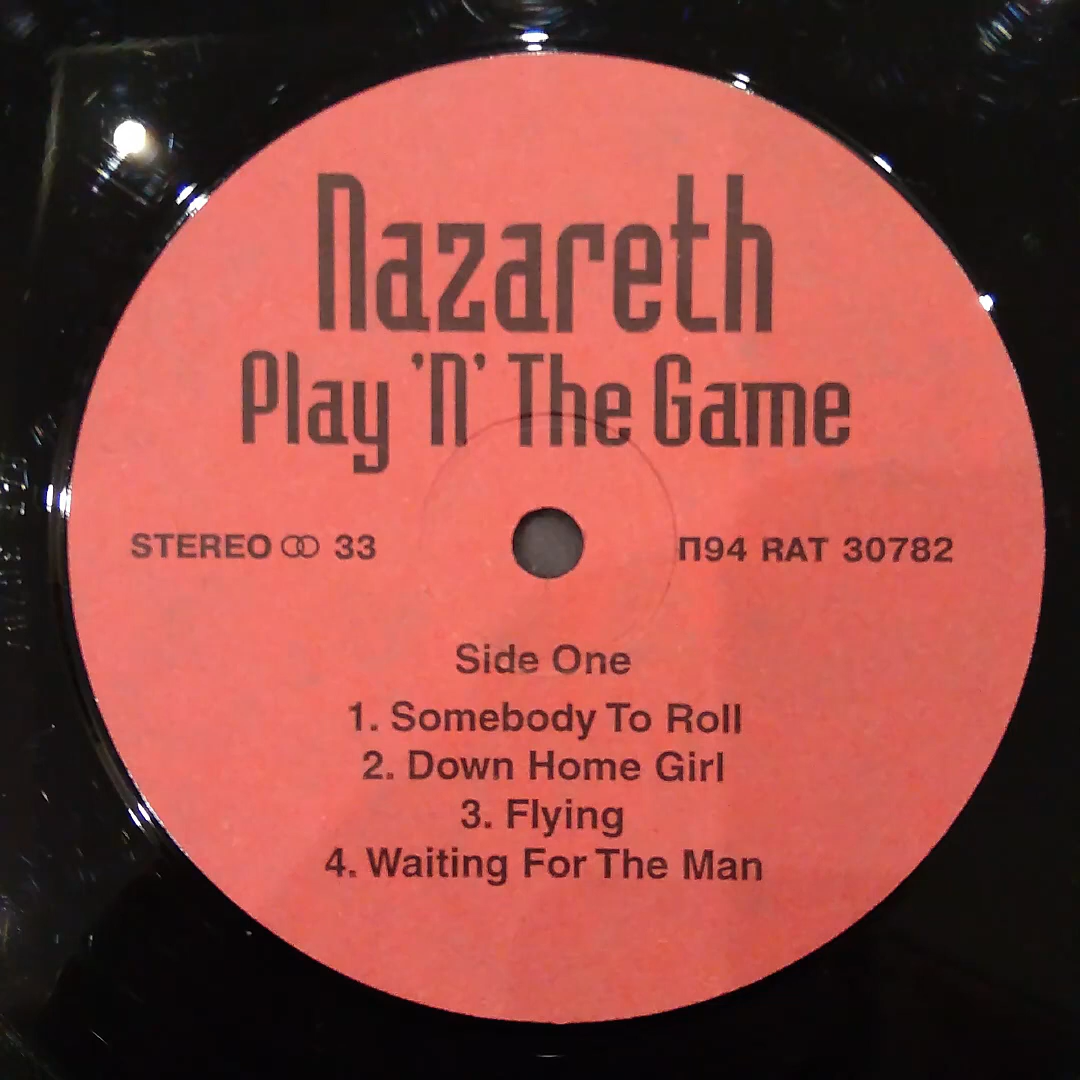 Nazareth
Play 'N' The Game
STEREO ꝏ 33
П94 RAT 30782
Side One
1. Somebody To Roll
2. Down Home Girl
3. Flying
4. Waiting For The Man